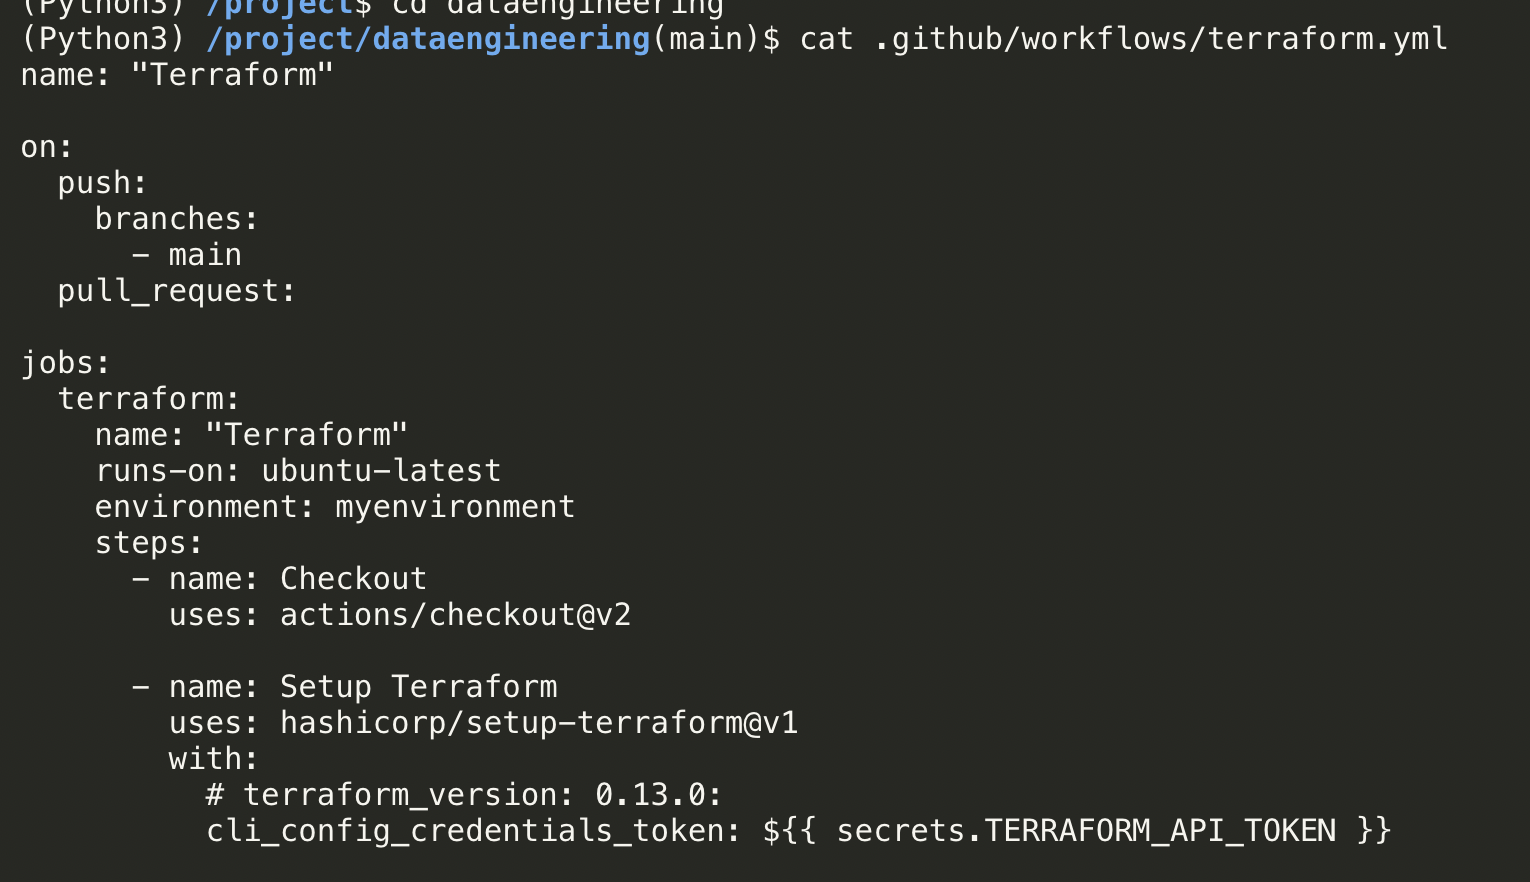 (Python3) /project$ cd dataengineering
(Python3) /project/dataengineering(main)$ cat .github/workflows/terraform.yml
name: "Terraform"

on:
  push:
    branches:
      - main
  pull_request:

jobs:
  terraform:
    name: "Terraform"
    runs-on: ubuntu-latest
    environment: myenvironment
    steps:
      - name: Checkout
        uses: actions/checkout@v2

      - name: Setup Terraform
        uses: hashicorp/setup-terraform@v1
        with:
          # terraform_version: 0.13.0:
          cli_config_credentials_token: ${{ secrets.TERRAFORM_API_TOKEN }}